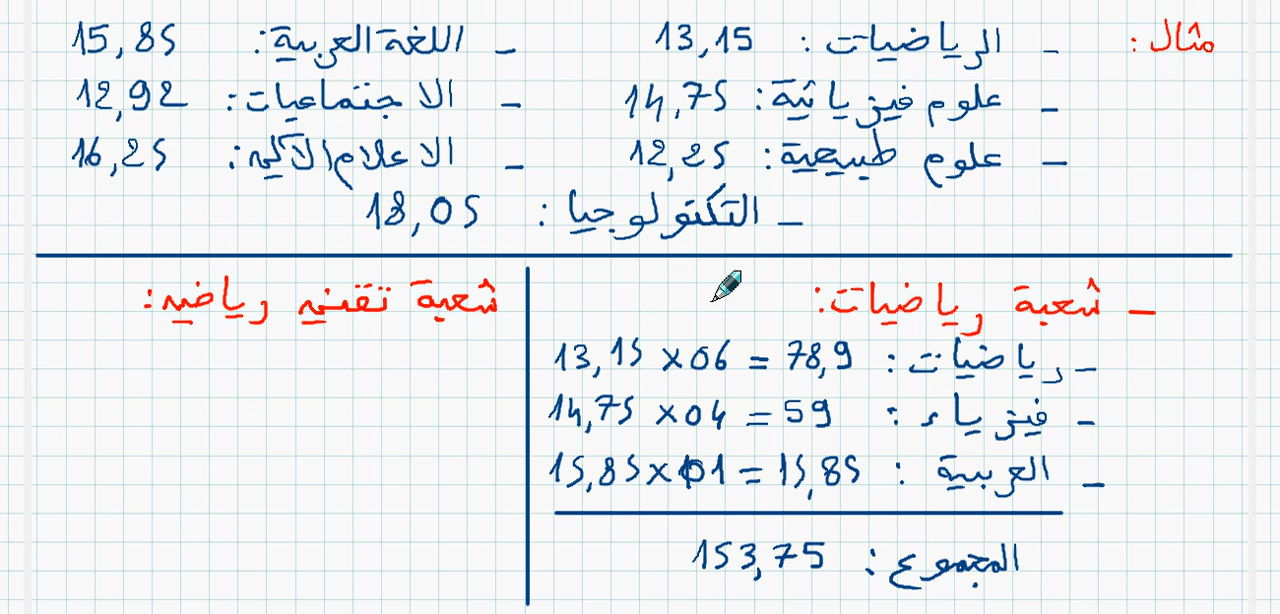 مثال :
- الرياضيات : 13,15
- اللغة العربية : 15,85
- علوم فيزيائية : 14,75
- الاجتماعيات : 12,92
- علوم طبيعية : 12,25
- الاعلام الآلي : 16,25
- التكنولوجيا : 18,05
- شعبة رياضيات :
- رياضيات : 13,15 × 06 = 78,9
- فيزياء : 14,75 × 04 = 59
- العربية : 15,85 × 01 = 15,85
المجموع : 153,75
شعبة تقني رياضي :